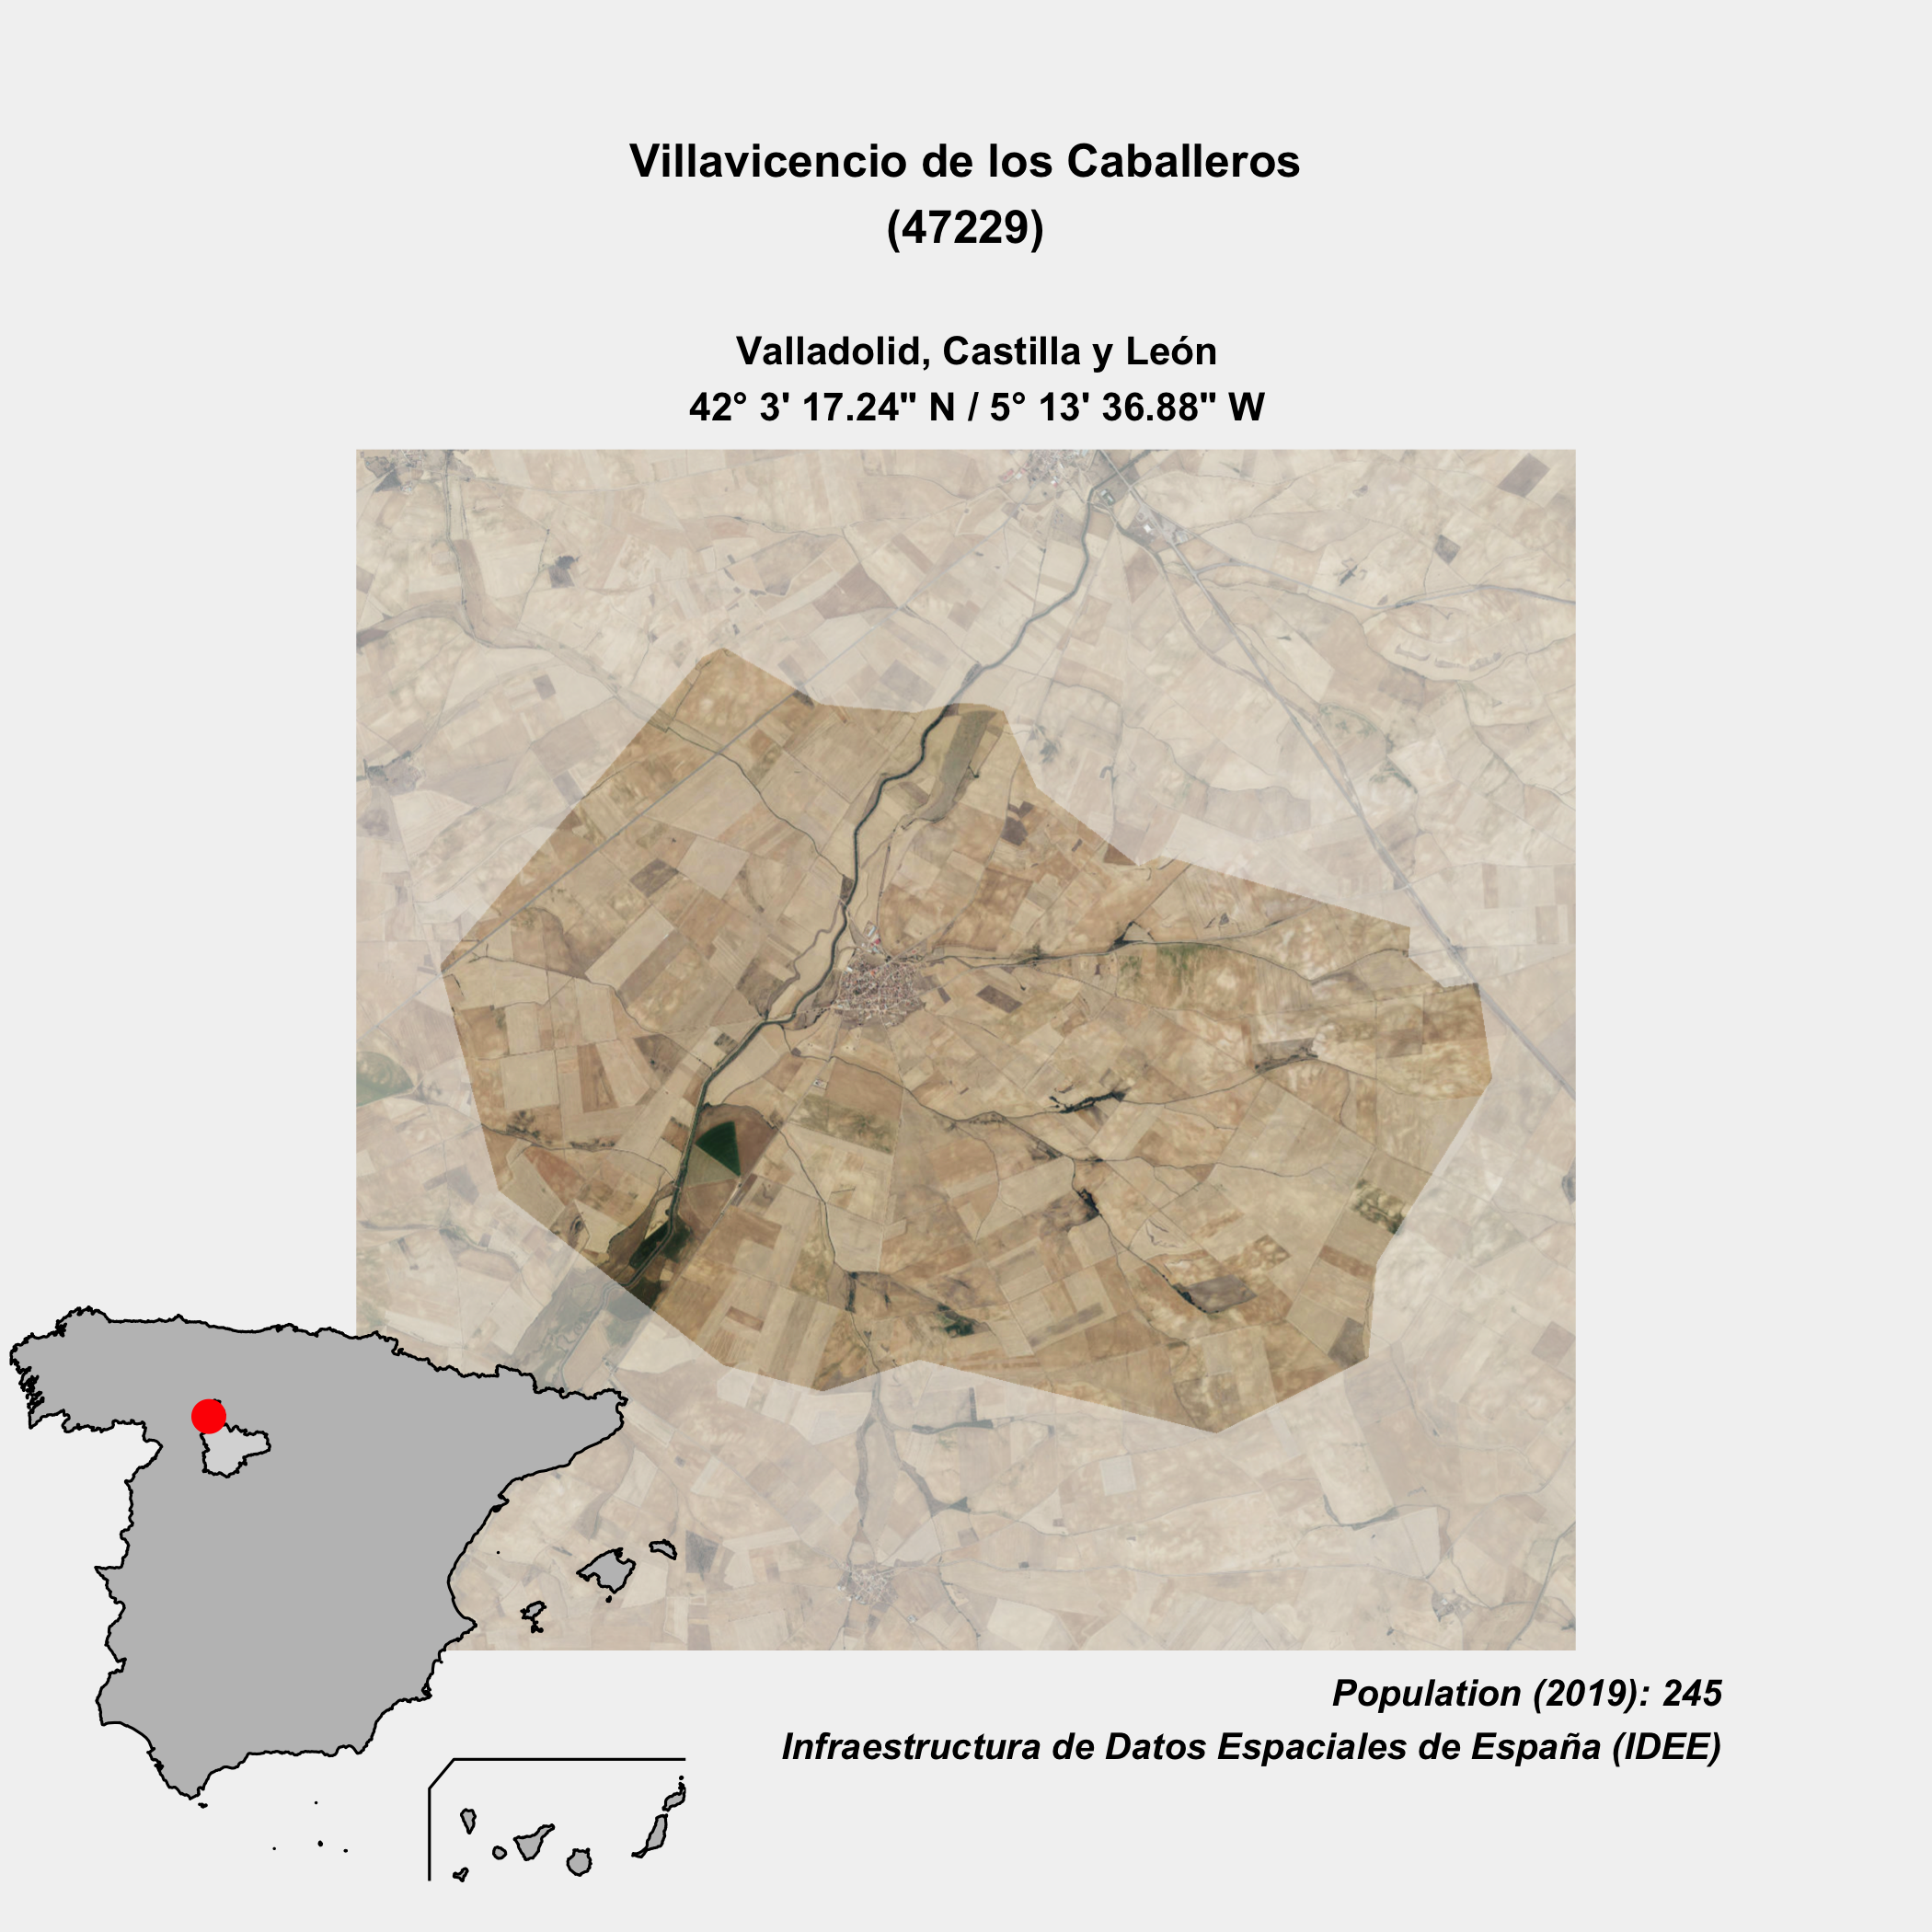 Villavicencio de los Caballeros
(47229)
Valladolid, Castilla y León
42° 3' 17.24" N / 5° 13' 36.88" W
Population (2019): 245
Infraestructura de Datos Espaciales de España (IDEE)